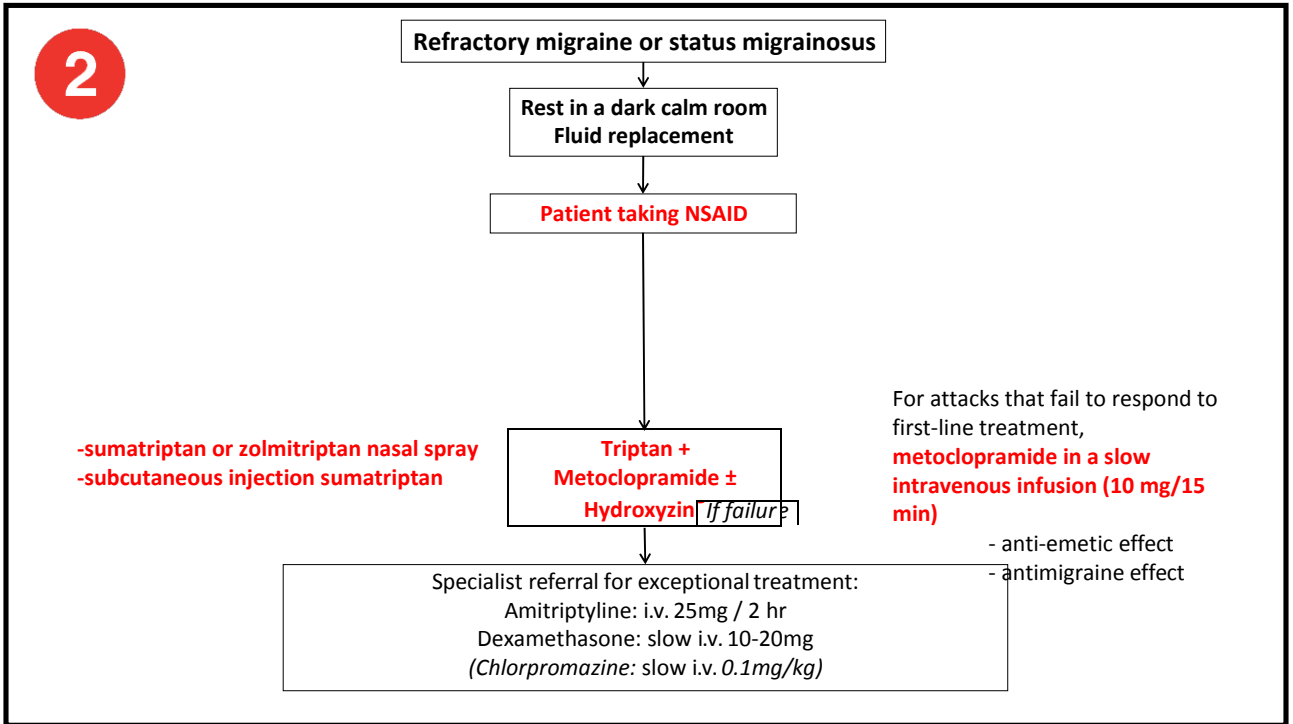 2
Refractory migraine or status migrainosus
Rest in a dark calm room
Fluid replacement
Patient taking NSAID
-sumatriptan or zolmitriptan nasal spray
-subcutaneous injection sumatriptan
Triptan +
Metoclopramide ±
Hydroxyzin
If failure
For attacks that fail to respond to
first-line treatment,
metoclopramide in a slow
intravenous infusion (10 mg/15
min)
- anti-emetic effect
- antimigraine effect
Specialist referral for exceptional treatment:
Amitriptyline: i.v. 25mg / 2 hr
Dexamethasone: slow i.v. 10-20mg
(Chlorpromazine: slow i.v. 0.1mg/kg)